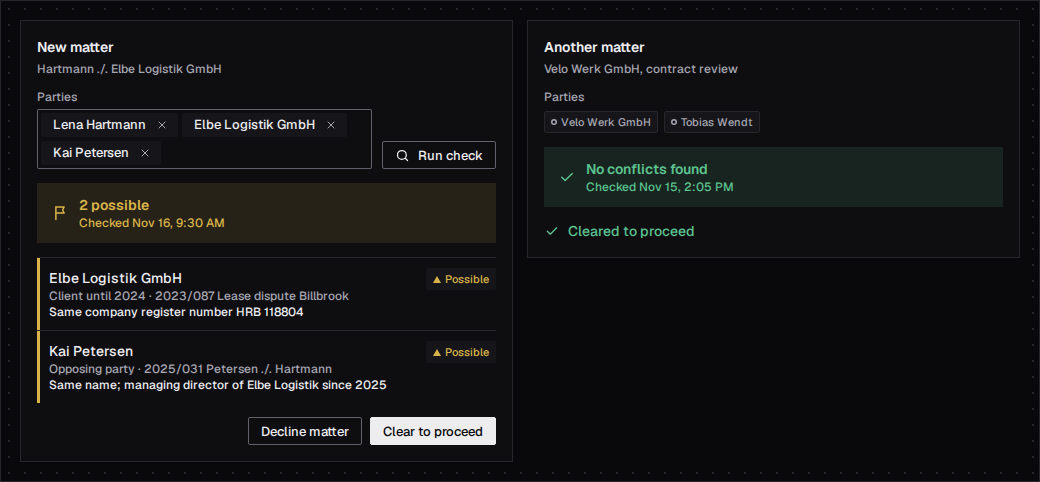 New matter
Hartmann ./. Elbe Logistik GmbH
Parties
Lena Hartmann
Elbe Logistik GmbH
Kai Petersen
Run check
2 possible
Checked Nov 16, 9:30 AM
Elbe Logistik GmbH
Possible
Client until 2024 · 2023/087 Lease dispute Billbrook
Same company register number HRB 118804
Kai Petersen
Possible
Opposing party · 2025/031 Petersen ./. Hartmann
Same name; managing director of Elbe Logistik since 2025
Decline matter
Clear to proceed
Another matter
Velo Werk GmbH, contract review
Parties
Velo Werk GmbH
Tobias Wendt
No conflicts found
Checked Nov 15, 2:05 PM
Cleared to proceed